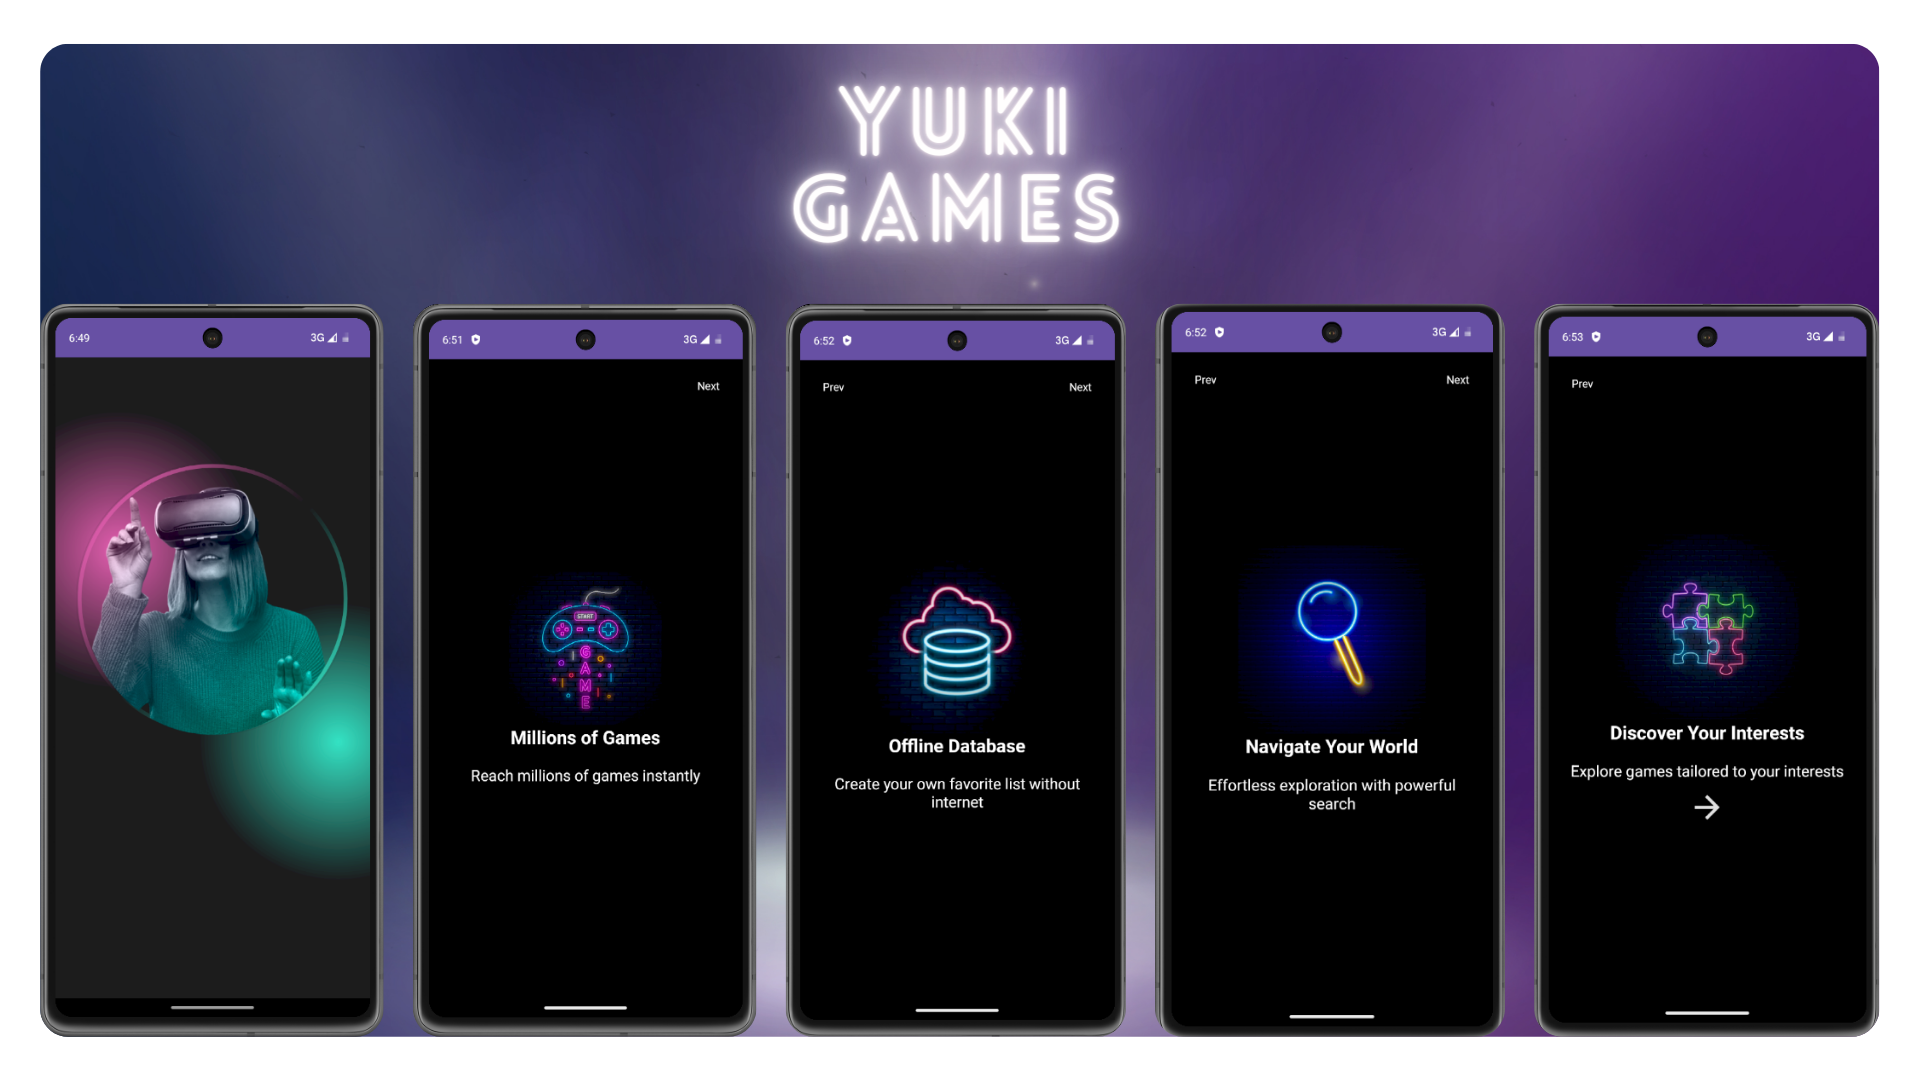 YUKI
GAMES
6:49
3G
6:51
3G
Next
START
G
A
M
E
Millions of Games
Reach millions of games instantly
6:52
3G
Prev
Next
Offline Database
Create your own favorite list without
internet
6:52
3G
Prev
Next
Navigate Your World
Effortless exploration with powerful
search
6:53
3G
Prev
Discover Your Interests
Explore games tailored to your interests